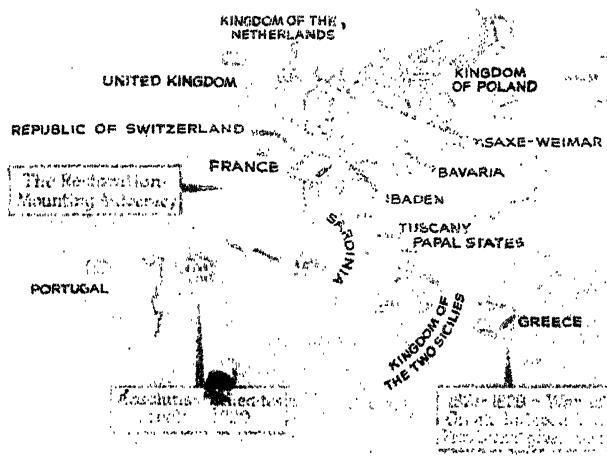 KINGDOM OF THE
NETHERLANDS
UNITED KINGDOM
KINGDOM
OF POLAND
REPUBLIC OF SWITZERLAND
SAXE-WEIMAR
FRANCE
BAVARIA
The Restoration-
Mounting
BADEN
SARDINIA
TUSCANY
PAPAL STATES
PORTUGAL
KINGDOM OF
THE TWO SICILIES
GREECE